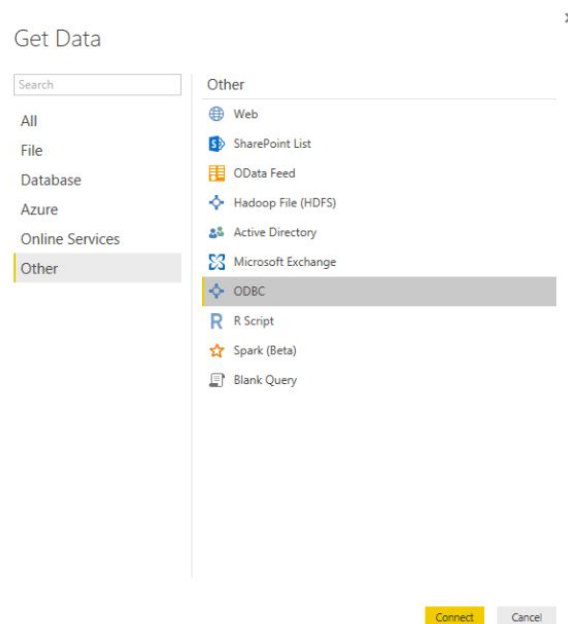 Get Data
Search
All
File
Database
Azure
Online Services
Other
Other
Web
SharePoint List
OData Feed
Hadoop File (HDFS)
Active Directory
Microsoft Exchange
ODBC
R Script
Spark (Beta)
Blank Query
Connect
Cancel